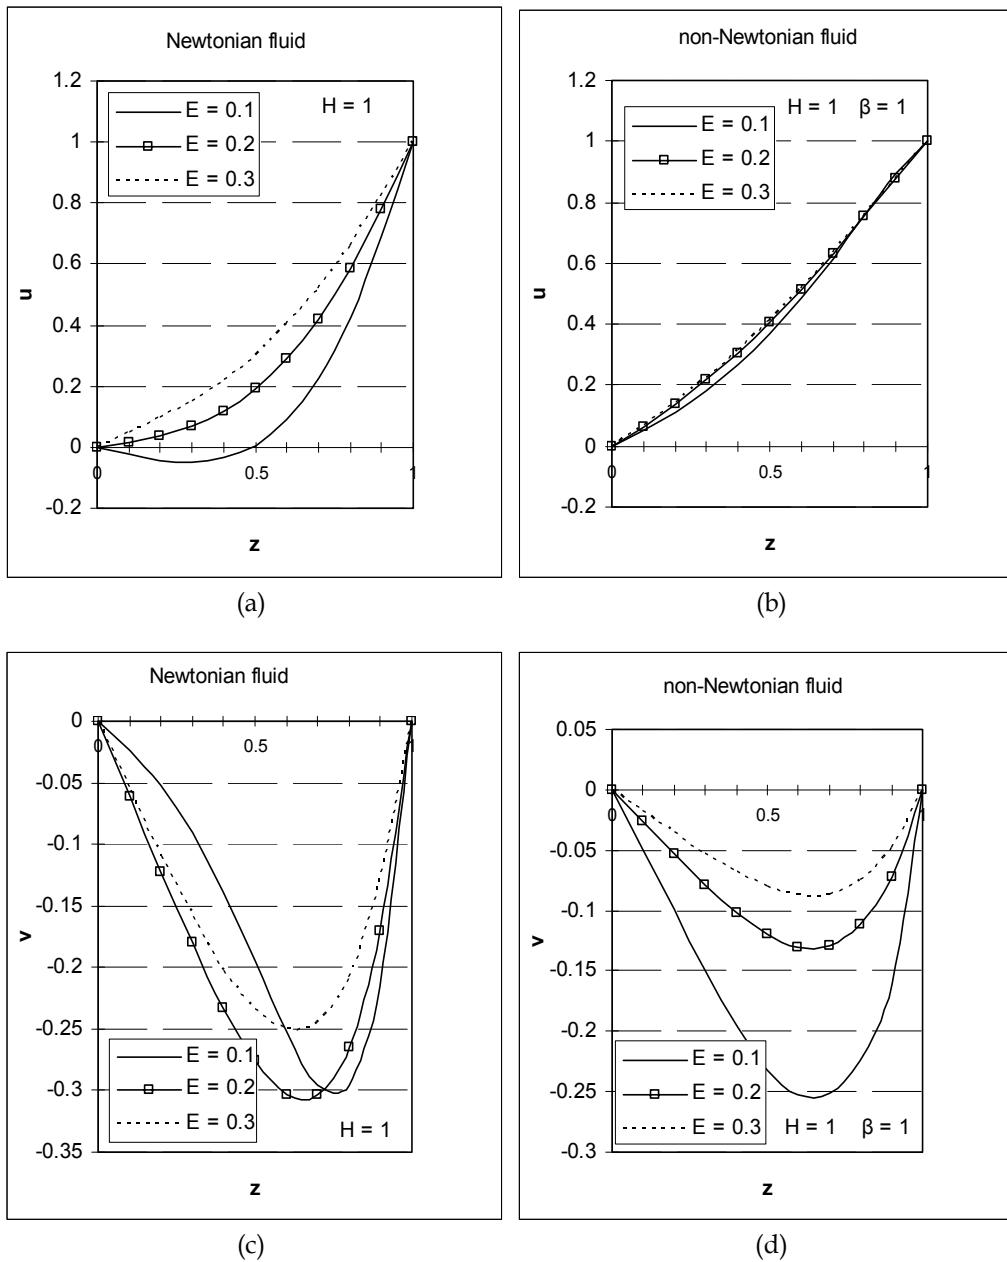 Newtonian fluid
1.2
1
0.8
0.6
0.4
0.2
0
-0.2
0
0.5
1
u
z
E = 0.1
E = 0.2
E = 0.3
H = 1
(a)
non-Newtonian fluid
1.2
1
0.8
0.6
0.4
0.2
0
-0.2
0
0.5
1
u
z
E = 0.1
E = 0.2
E = 0.3
H = 1 β = 1
(b)
Newtonian fluid
0
-0.05
-0.1
-0.15
-0.2
-0.25
-0.3
-0.35
0
0.5
1
v
z
E = 0.1
E = 0.2
E = 0.3
H = 1
(c)
non-Newtonian fluid
0.05
0
-0.05
-0.1
-0.15
-0.2
-0.25
-0.3
0
0.5
1
v
z
E = 0.1
E = 0.2
E = 0.3
H = 1 β = 1
(d)